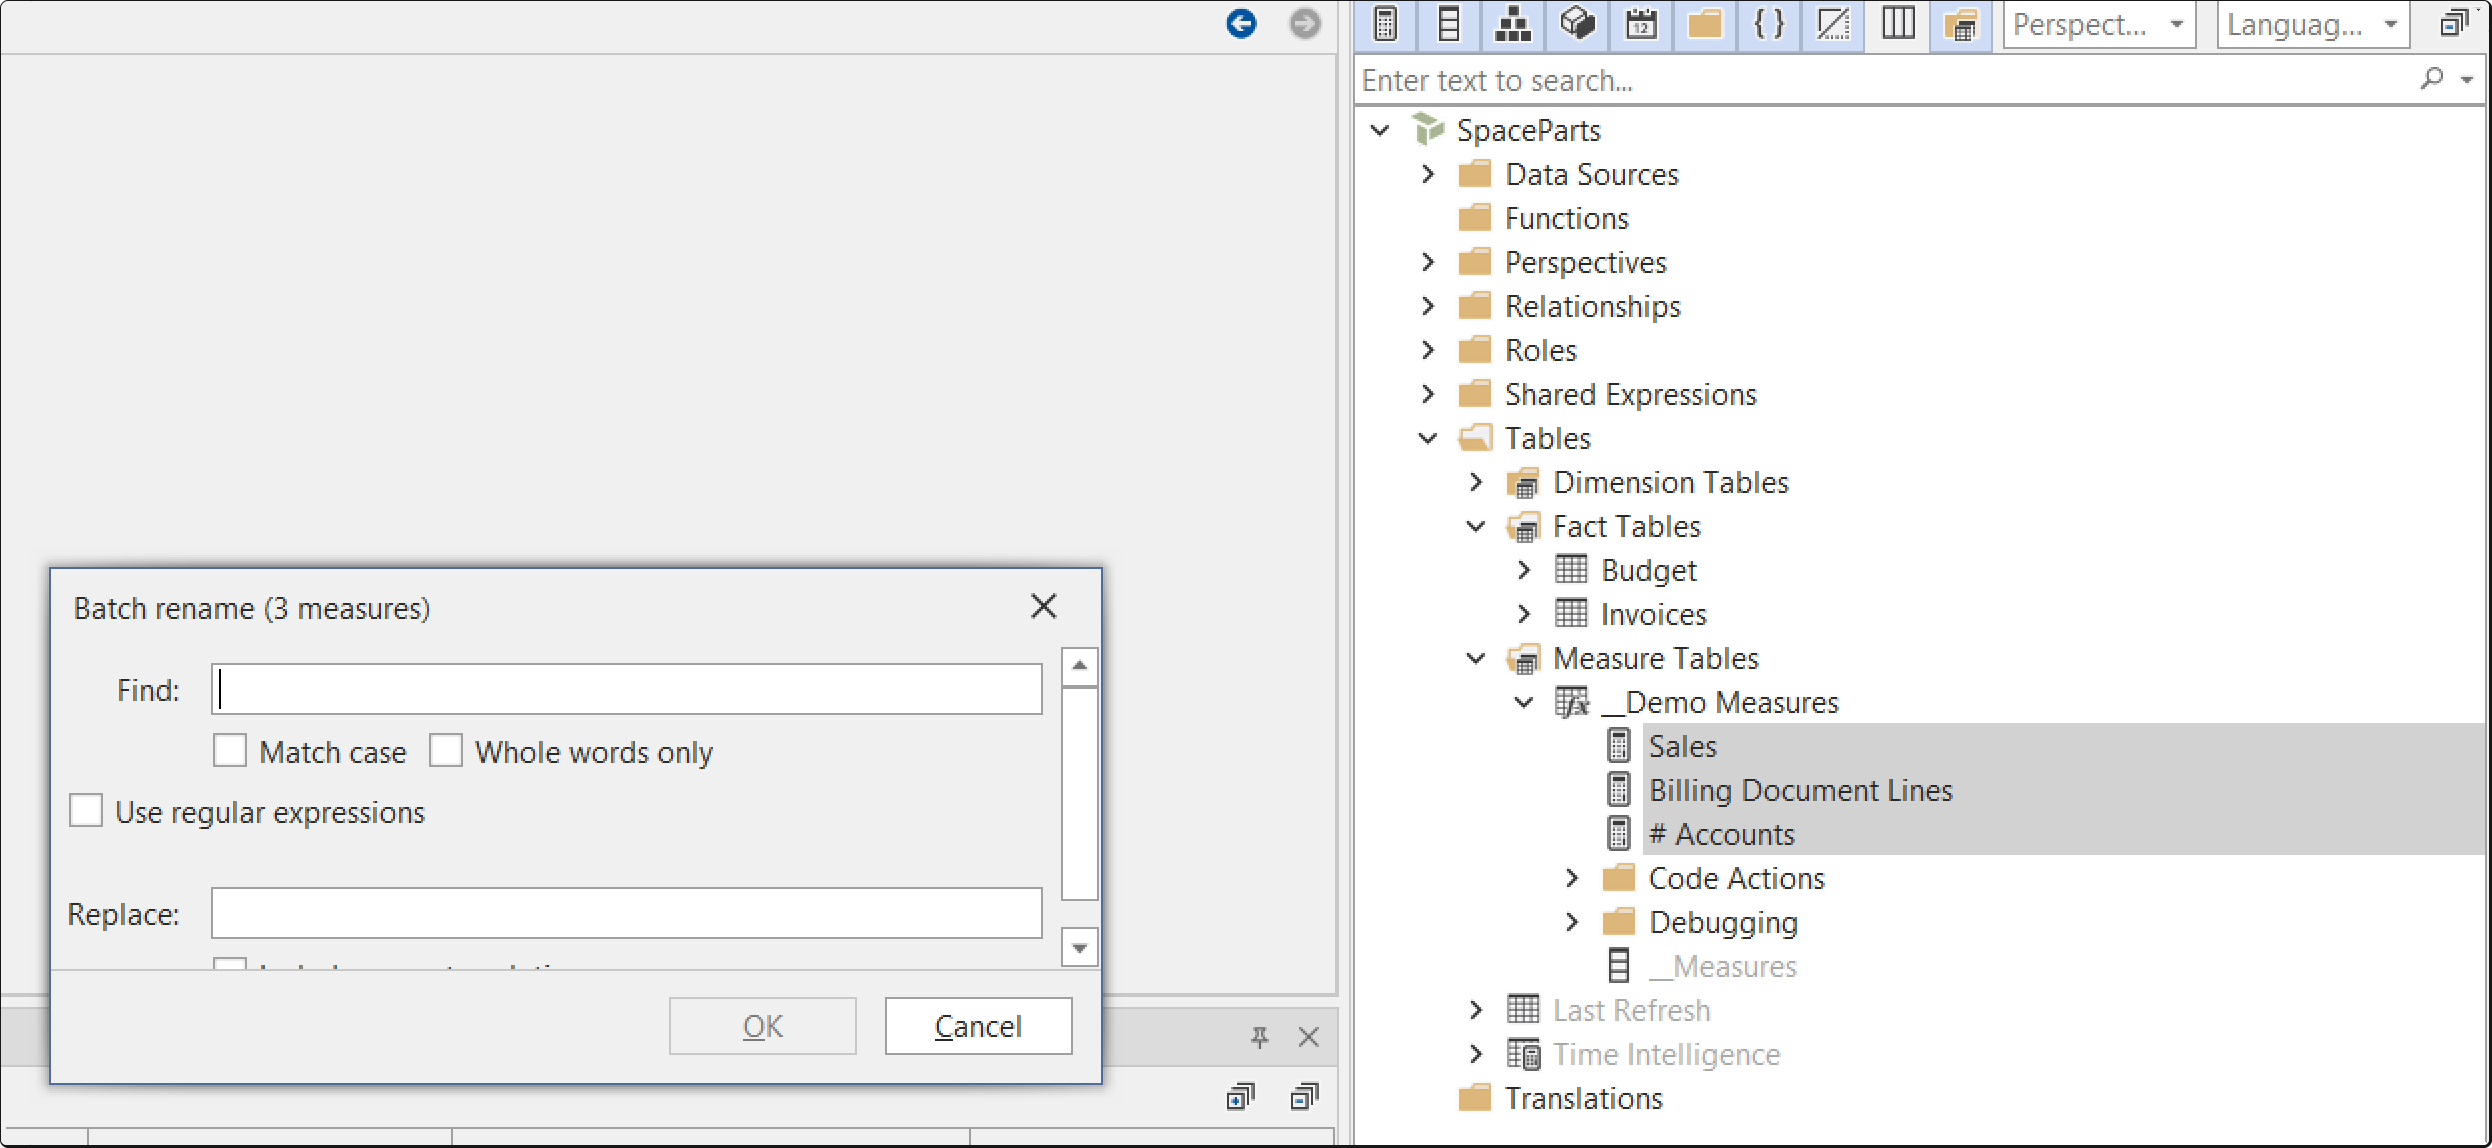 Perspect...
Languag...
Enter text to search...
SpaceParts
Data Sources
Functions
Perspectives
Relationships
Roles
Shared Expressions
Tables
Dimension Tables
Fact Tables
Budget
Invoices
Measure Tables
__Demo Measures
Sales
Billing Document Lines
# Accounts
Code Actions
Debugging
__Measures
Last Refresh
Time Intelligence
Translations
Batch rename (3 measures)
Find:
Match case
Whole words only
Use regular expressions
Replace:
OK
Cancel